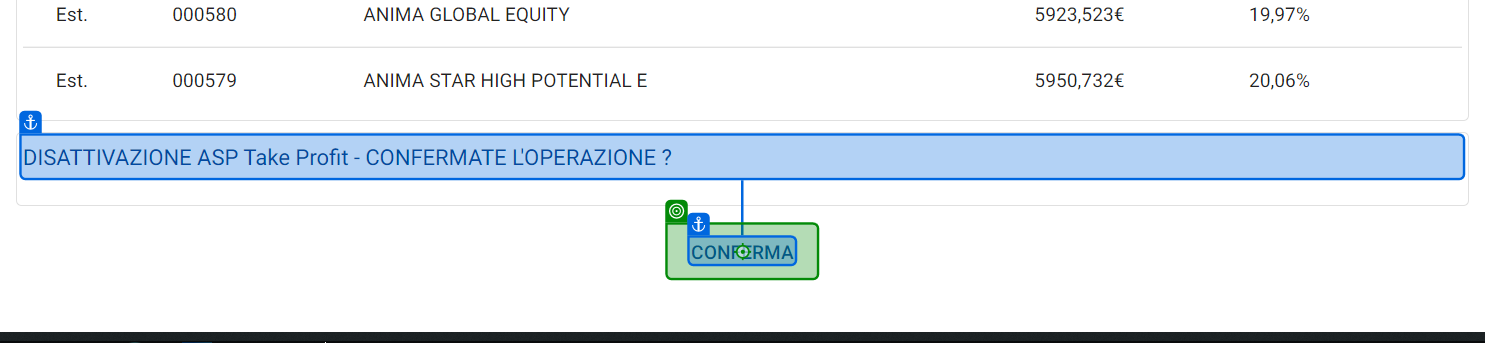 Est. 000580 ANIMA GLOBAL EQUITY 5923,523€ 19,97%
Est. 000579 ANIMA STAR HIGH POTENTIAL E 5950,732€ 20,06%
DISATTIVAZIONE ASP Take Profit - CONFERMATE L'OPERAZIONE ?
CONFERMA